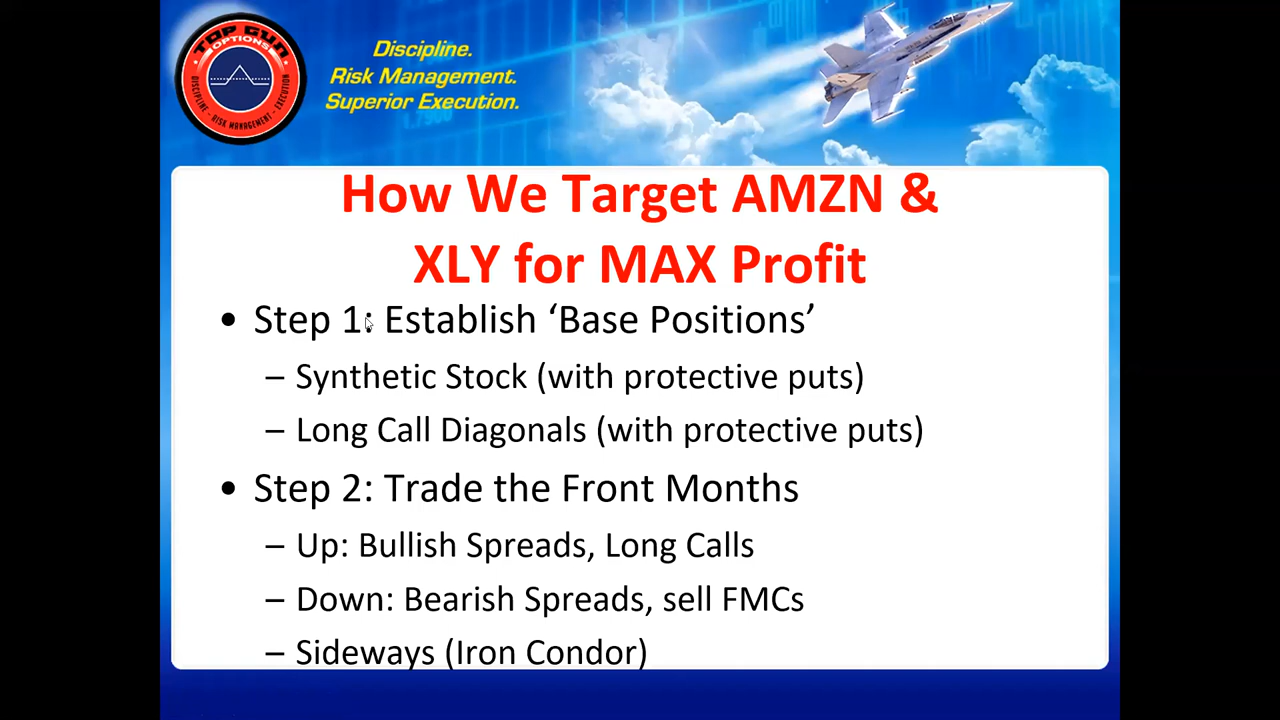 TOP GUN
OPTIONS
DISCIPLINE - RISK MANAGEMENT - EXECUTION
Discipline.
Risk Management.
Superior Execution.
How We Target AMZN &
XLY for MAX Profit
• Step 1: Establish ‘Base Positions’
– Synthetic Stock (with protective puts)
– Long Call Diagonals (with protective puts)
• Step 2: Trade the Front Months
– Up: Bullish Spreads, Long Calls
– Down: Bearish Spreads, sell FMCs
– Sideways (Iron Condor)